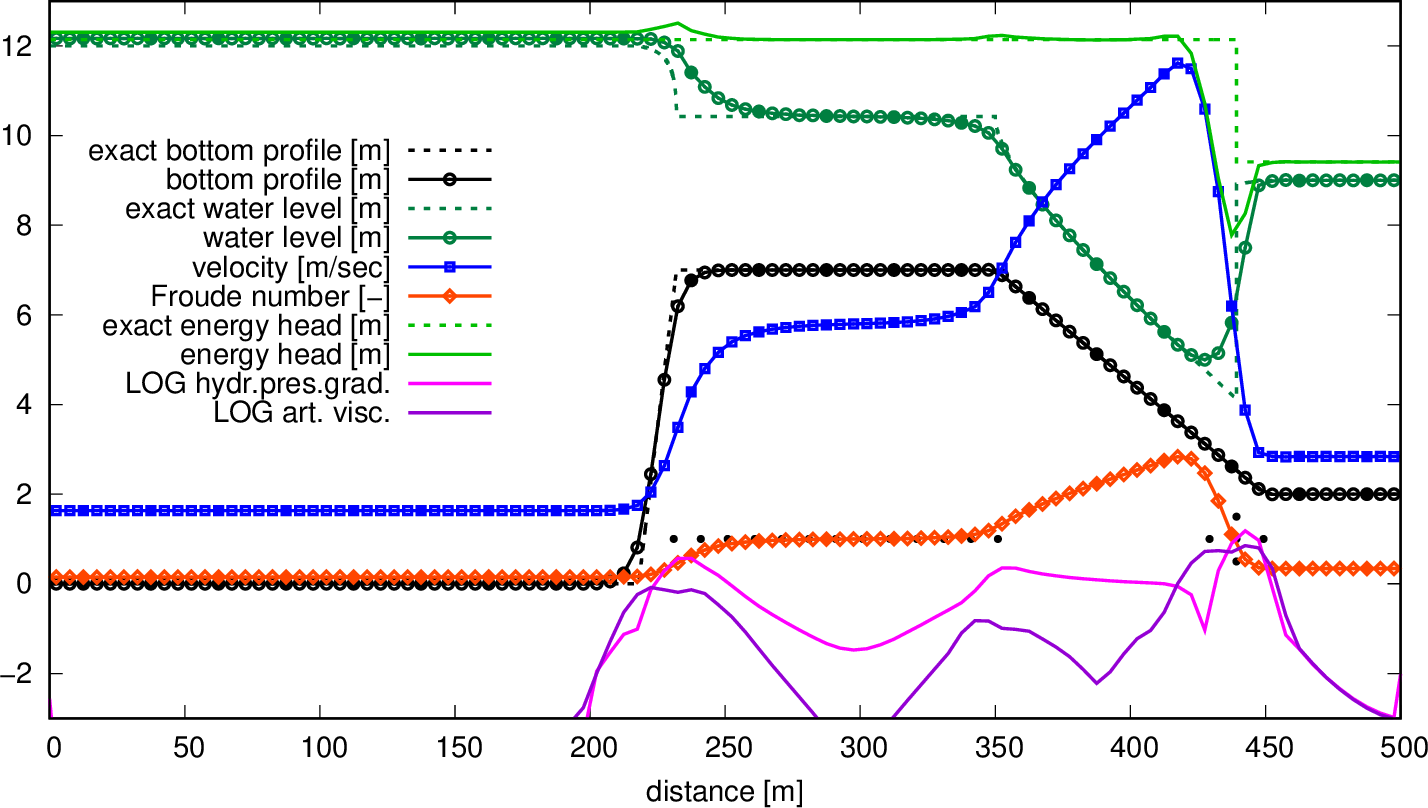 12
10
8
6
4
2
0
−2
exact bottom profile [m]
bottom profile [m]
exact water level [m]
water level [m]
velocity [m/sec]
Froude number [−]
exact energy head [m]
energy head [m]
LOG hydr.pres.grad.
LOG art. visc.
0 50 100 150 200 250 300 350 400 450 500
distance [m]